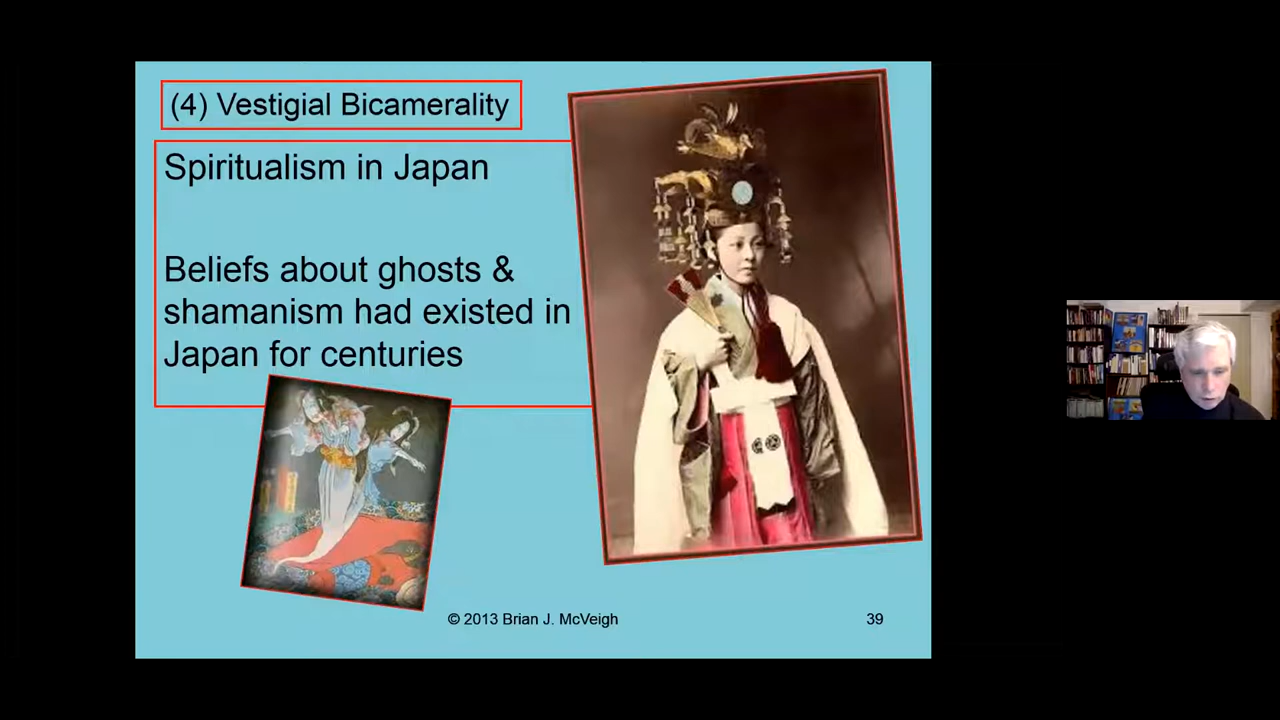 (4) Vestigial Bicamerality
Spiritualism in Japan
Beliefs about ghosts &
shamanism had existed in
Japan for centuries
© 2013 Brian J. McVeigh
39